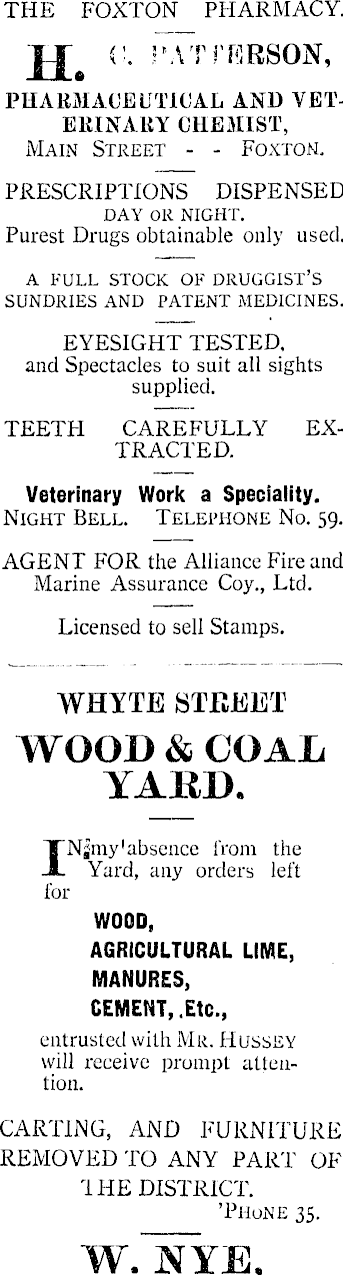 THE FOXTON PHARMACY.
H. C. PATTERSON,
PHARMACEUTICAL AND VET-
ERINARY CHEMIST,
MAIN STREET - - FOXTON.
PRESCRIPTIONS DISPENSED
DAY OR NIGHT.
Purest Drugs obtainable only used.
A FULL STOCK OF DRUGGIST'S
SUNDRIES AND PATENT MEDICINES.
EYESIGHT TESTED,
and Spectacles to suit all sights
supplied.
TEETH CAREFULLY EX-
TRACTED.
Veterinary Work a Speciality.
NIGHT BELL. TELEPHONE No. 59.
AGENT FOR the Alliance Fire and
Marine Assurance Coy., Ltd.
Licensed to sell Stamps.
WHYTE STREET
WOOD & COAL
YARD.
IN my absence from the
Yard, any orders left
for
WOOD,
AGRICULTURAL LIME,
MANURES,
CEMENT, .Etc.,
entrusted with MR. HUSSEY
will receive prompt atten-
tion.
CARTING, AND FURNITURE
REMOVED TO ANY PART OF
THE DISTRICT.
'PHONE 35.
W. NYE.